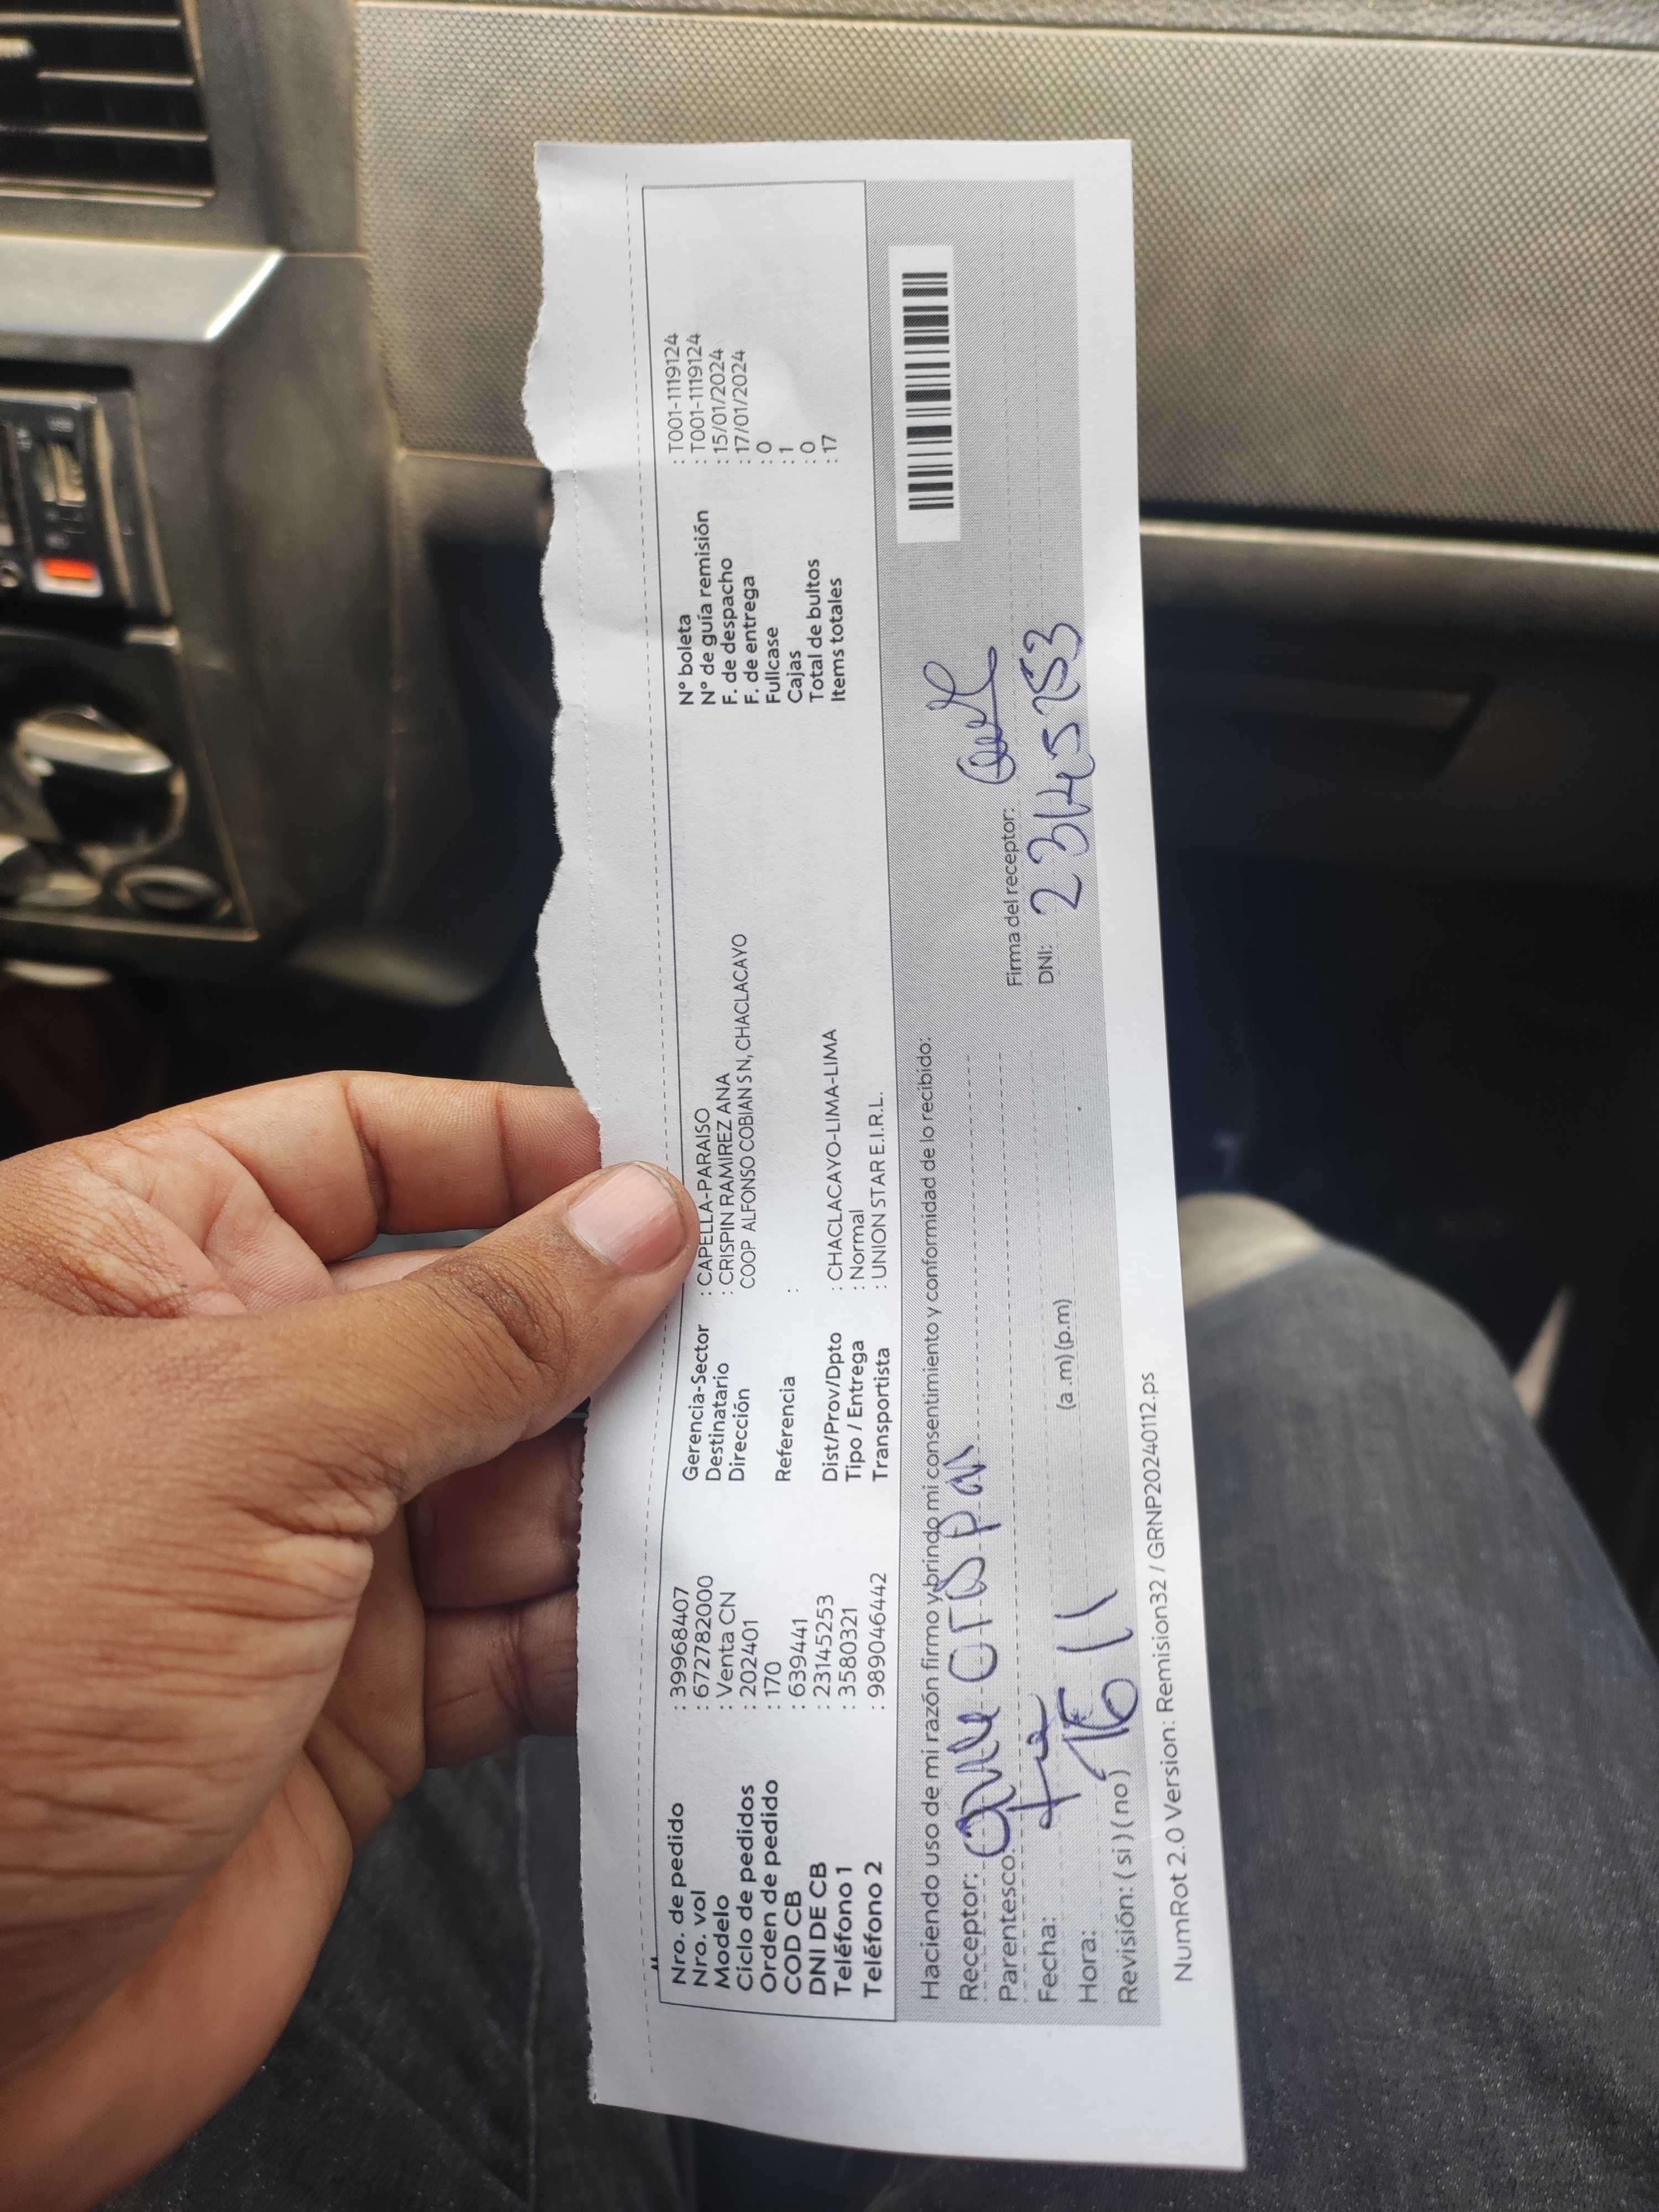 Nro. de pedido : 39968407
Nro. vol : 672782000
Modelo : Venta CN
Ciclo de pedidos : 202401
Orden de pedido : 170
COD CB : 639441
DNI DE CB : 23145253
Teléfono 1 : 3580321
Teléfono 2 : 989046442
Gerencia-Sector : CAPELLA-PARAISO
Destinatario : CRISPIN RAMIREZ ANA
Dirección COOP ALFONSO COBIAN S N, CHACLACAYO
Referencia :
Dist/Prov/Dpto : CHACLACAYO-LIMA-LIMA
Tipo / Entrega : Normal
Transportista : UNION STAR E.I.R.L.
N° boleta : T001-1119124
N° de guía remisión : T001-1119124
F. de despacho : 15/01/2024
F. de entrega : 17/01/2024
Fullcase : 0
Cajas : 1
Total de bultos : 0
Items totales : 17
Haciendo uso de mi razón firmo y brindo mi consentimiento y conformidad de lo recibido:
Receptor:
Parentesco:
Fecha:
Hora: 16 11 (a .m) (p.m)
Revisión: ( si ) ( no )
Firma del receptor:
DNI: 23145253
NumRot 2.0 Version: Remision32 / GRNP20240112.ps